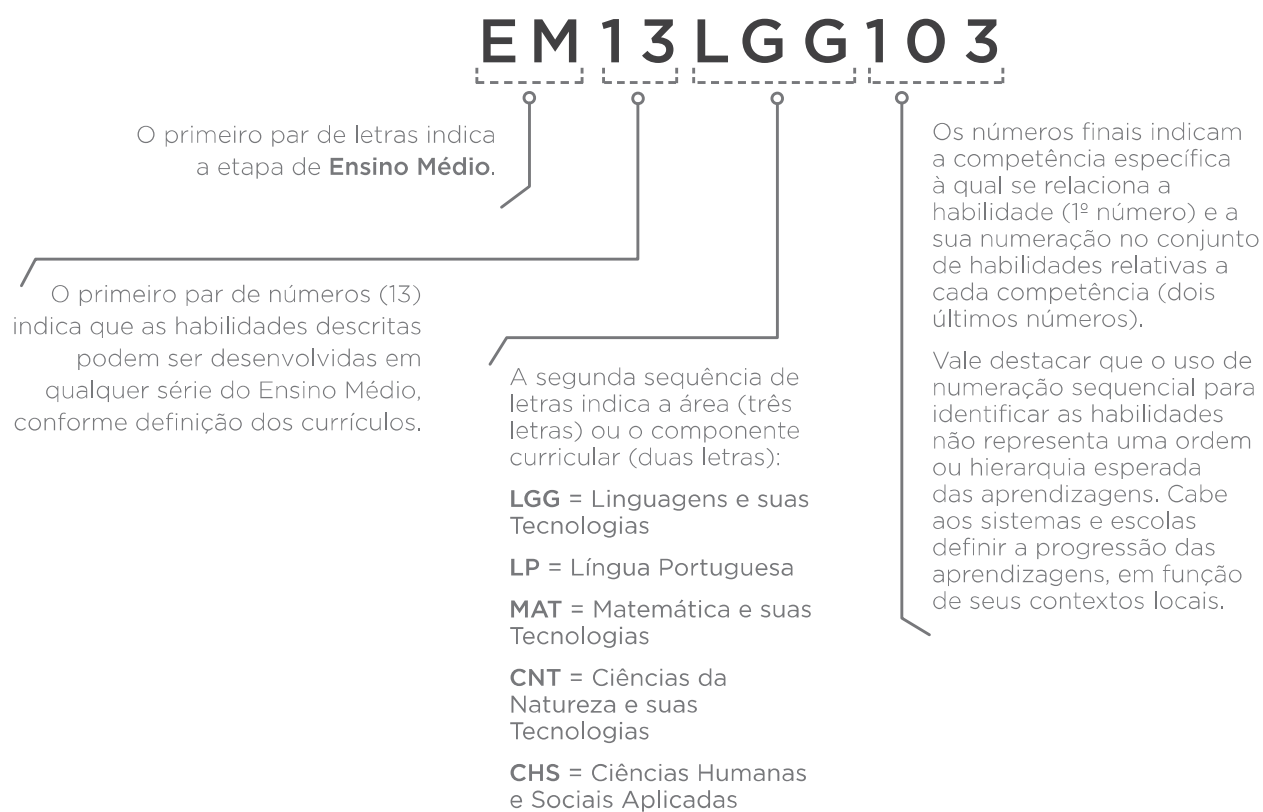 EM13LGG103
O primeiro par de letras indica
a etapa de Ensino Médio.
O primeiro par de números (13)
indica que as habilidades descritas
podem ser desenvolvidas em
qualquer série do Ensino Médio,
conforme definição dos currículos.
A segunda sequência de
letras indica a área (três
letras) ou o componente
curricular (duas letras):
LGG = Linguagens e suas
Tecnologias
LP = Língua Portuguesa
MAT = Matemática e suas
Tecnologias
CNT = Ciências da
Natureza e suas
Tecnologias
CHS = Ciências Humanas
e Sociais Aplicadas
Os números finais indicam
a competência específica
à qual se relaciona a
habilidade (1º número) e a
sua numeração no conjunto
de habilidades relativas a
cada competência (dois
últimos números).
Vale destacar que o uso de
numeração sequencial para
identificar as habilidades
não representa uma ordem
ou hierarquia esperada
das aprendizagens. Cabe
aos sistemas e escolas
definir a progressão das
aprendizagens, em função
de seus contextos locais.